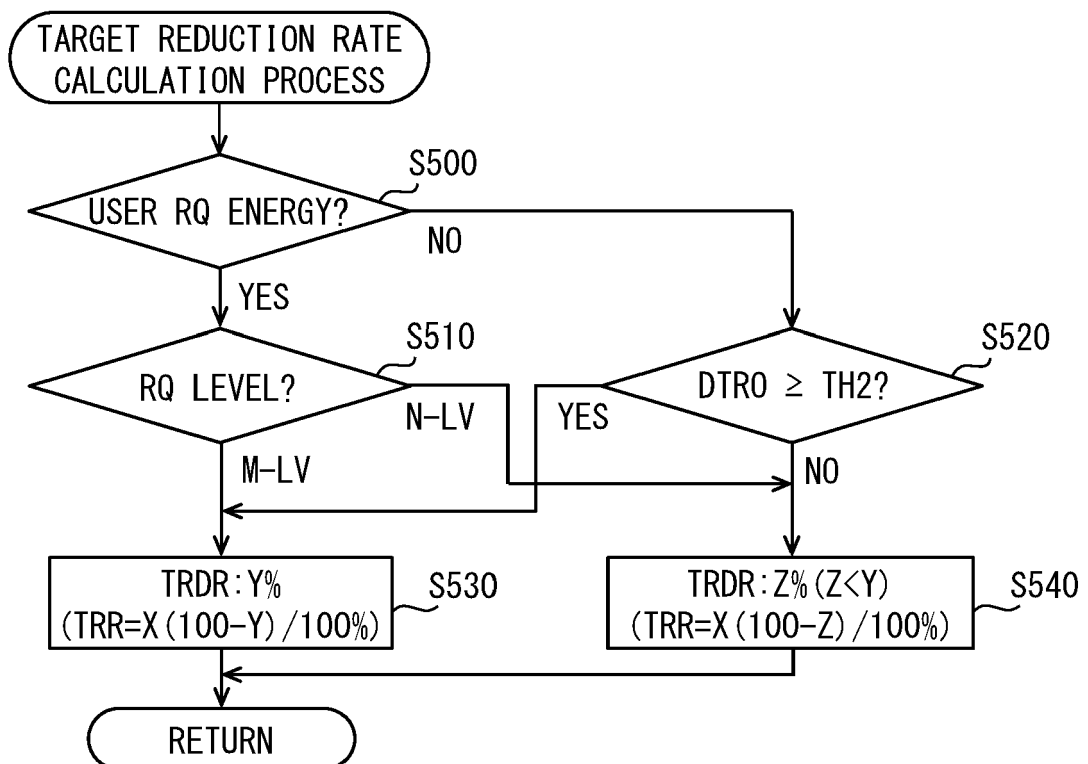 TARGET REDUCTION RATE
CALCULATION PROCESS
S500
USER RQ ENERGY?
NO
YES
S510
RQ LEVEL?
N-LV
M-LV
S520
DTRO ≥ TH2?
YES
NO
TRDR:Y%
(TRR=X(100-Y)/100%)
S530
TRDR:Z%(Z<Y)
(TRR=X(100-Z)/100%)
S540
RETURN